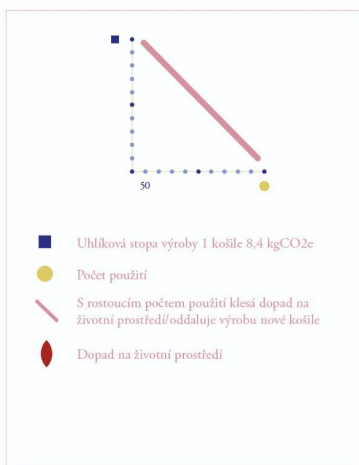 50
Uhlíková stopa výroby 1 košile 8,4 kgCO2e
Počet použití
S rostoucím počtem použití klesá dopad na
životní prostředí/oddaluje výrobu nové košile
Dopad na životní prostředí